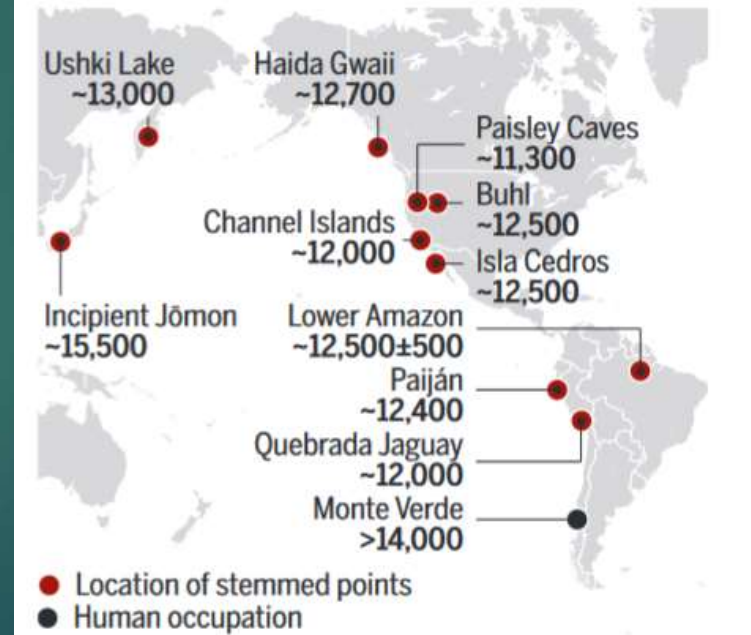 Ushki Lake
~13,000
Haida Gwaii
~12,700
Paisley Caves
~11,300
Buhl
~12,500
Channel Islands
~12,000
Isla Cedros
~12,500
Incipient Jōmon
~15,500
Lower Amazon
~12,500±500
Paiján
~12,400
Quebrada Jaguay
~12,000
Monte Verde
>14,000
Location of stemmed points
Human occupation